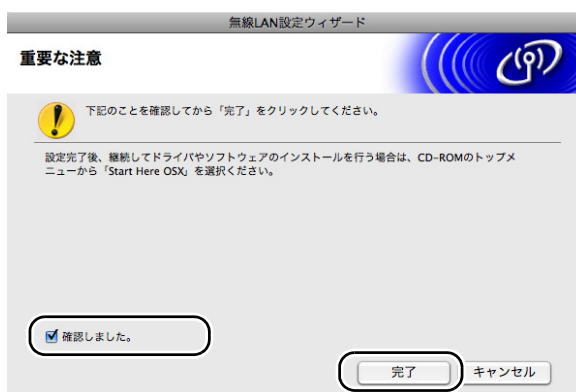 無線LAN設定ウィザード
重要な注意
下記のことを確認してから「完了」をクリックしてください。
設定完了後、継続してドライバやソフトウェアのインストールを行う場合は、CD-ROMのトップメ
ニューから「Start Here OSX」を選択ください。
確認しました。
完了
キャンセル